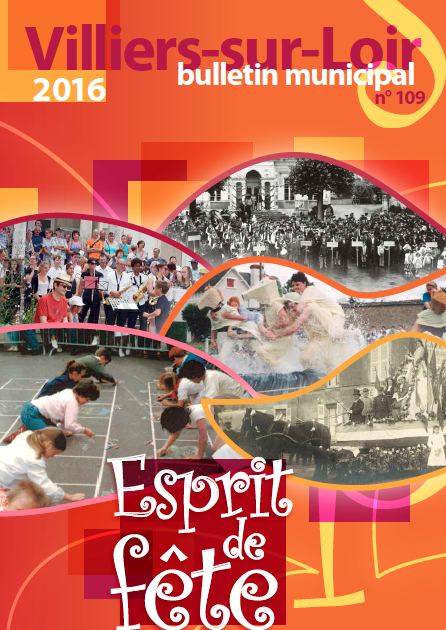 Villiers-sur-Loir
2016
bulletin municipal
n° 109
Esprit
de
fête